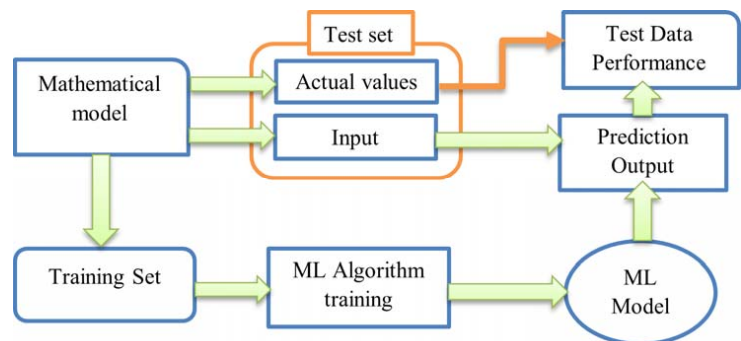 Test set
Test Data
Performance
Mathematical
model
Actual values
Input
Prediction
Output
Training Set
ML Algorithm
training
ML
Model